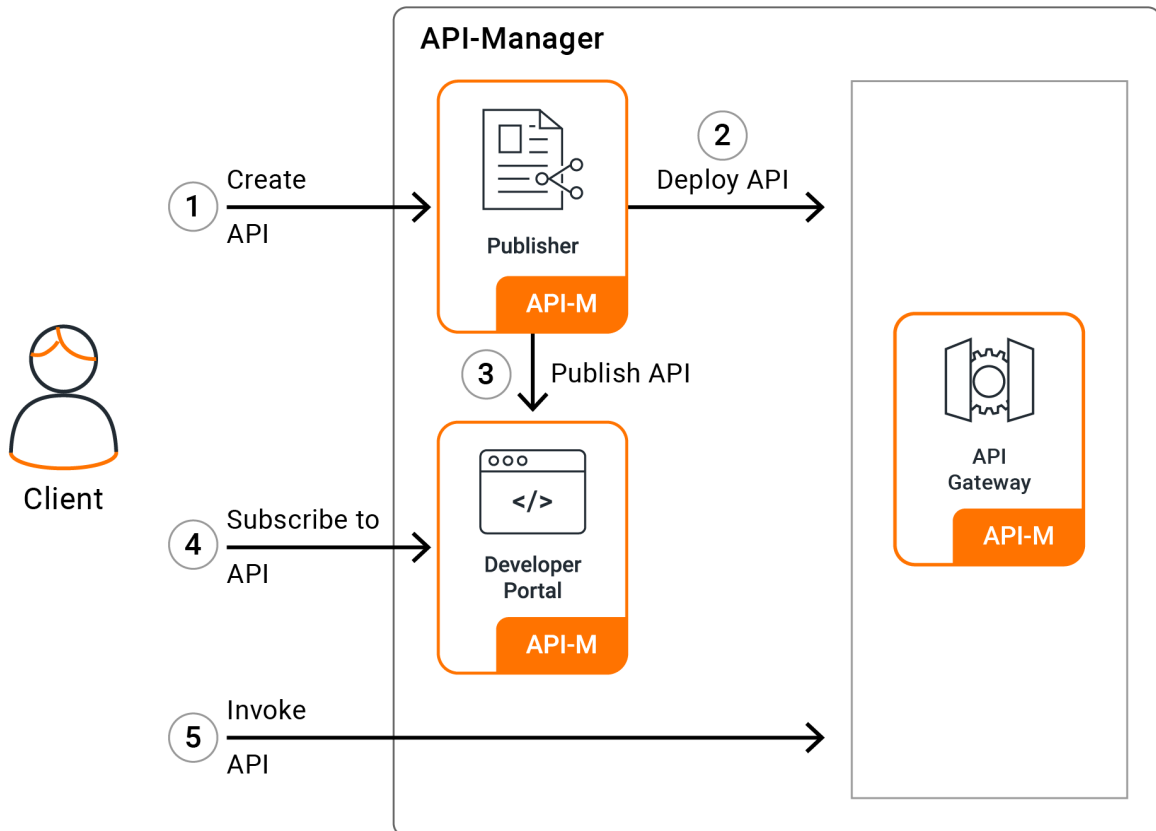 API-Manager
2
Create
Deploy API
1
API
Publisher
API-M
3
Publish API
API
Gateway
API-M
</>
Client
Subscribe to
4
API
Developer
Portal
API-M
Invoke
5
API